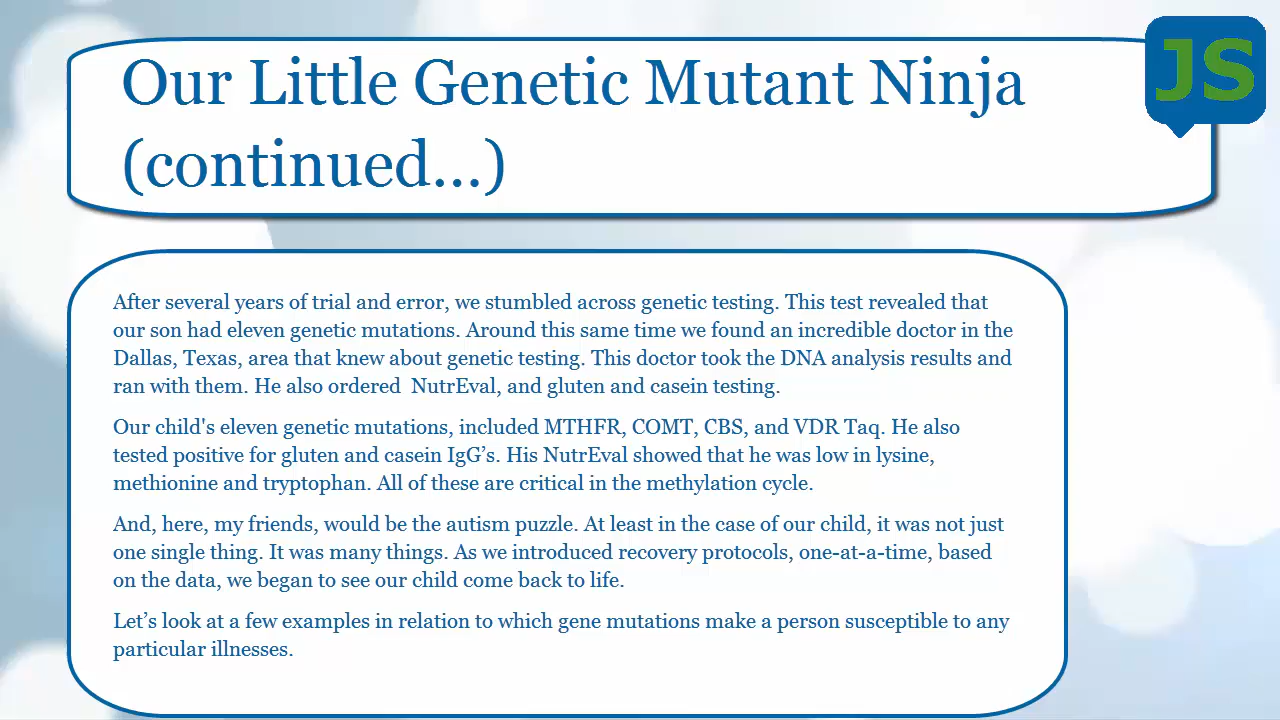 Our Little Genetic Mutant Ninja
(continued...)
JS
After several years of trial and error, we stumbled across genetic testing. This test revealed that
our son had eleven genetic mutations. Around this same time we found an incredible doctor in the
Dallas, Texas, area that knew about genetic testing. This doctor took the DNA analysis results and
ran with them. He also ordered  NutrEval, and gluten and casein testing.
Our child's eleven genetic mutations, included MTHFR, COMT, CBS, and VDR Taq. He also
tested positive for gluten and casein IgG’s. His NutrEval showed that he was low in lysine,
methionine and tryptophan. All of these are critical in the methylation cycle.
And, here, my friends, would be the autism puzzle. At least in the case of our child, it was not just
one single thing. It was many things. As we introduced recovery protocols, one-at-a-time, based
on the data, we began to see our child come back to life.
Let’s look at a few examples in relation to which gene mutations make a person susceptible to any
particular illnesses.